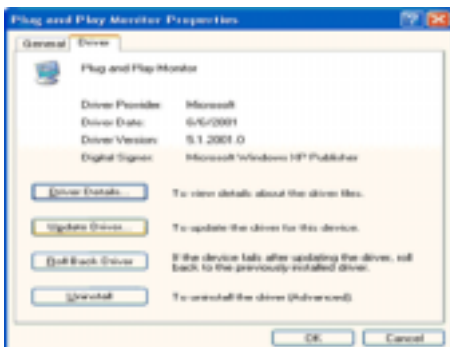 Plug and Play Monitor Properties
General Driver
Plug and Play Monitor
Driver Provider: Microsoft
Driver Date: 6/6/2001
Driver Version: 5.1.2001.0
Digital Signer: Microsoft Windows XP Publisher
Driver Details... To view details about the driver files.
Update Driver... To update the driver for this device.
Roll Back Driver If the device fails after updating the driver, roll
back to the previously installed driver.
Uninstall To uninstall the driver (Advanced).
OK Cancel